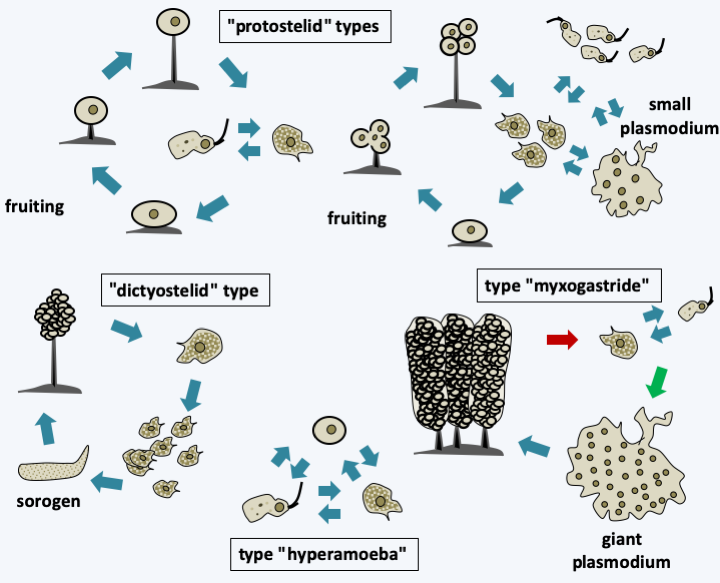 "protostelid" types
small
plasmodium
fruiting
fruiting
"dictyostelid" type
type "myxogastride"
sorogen
type "hyperamoeba"
giant
plasmodium